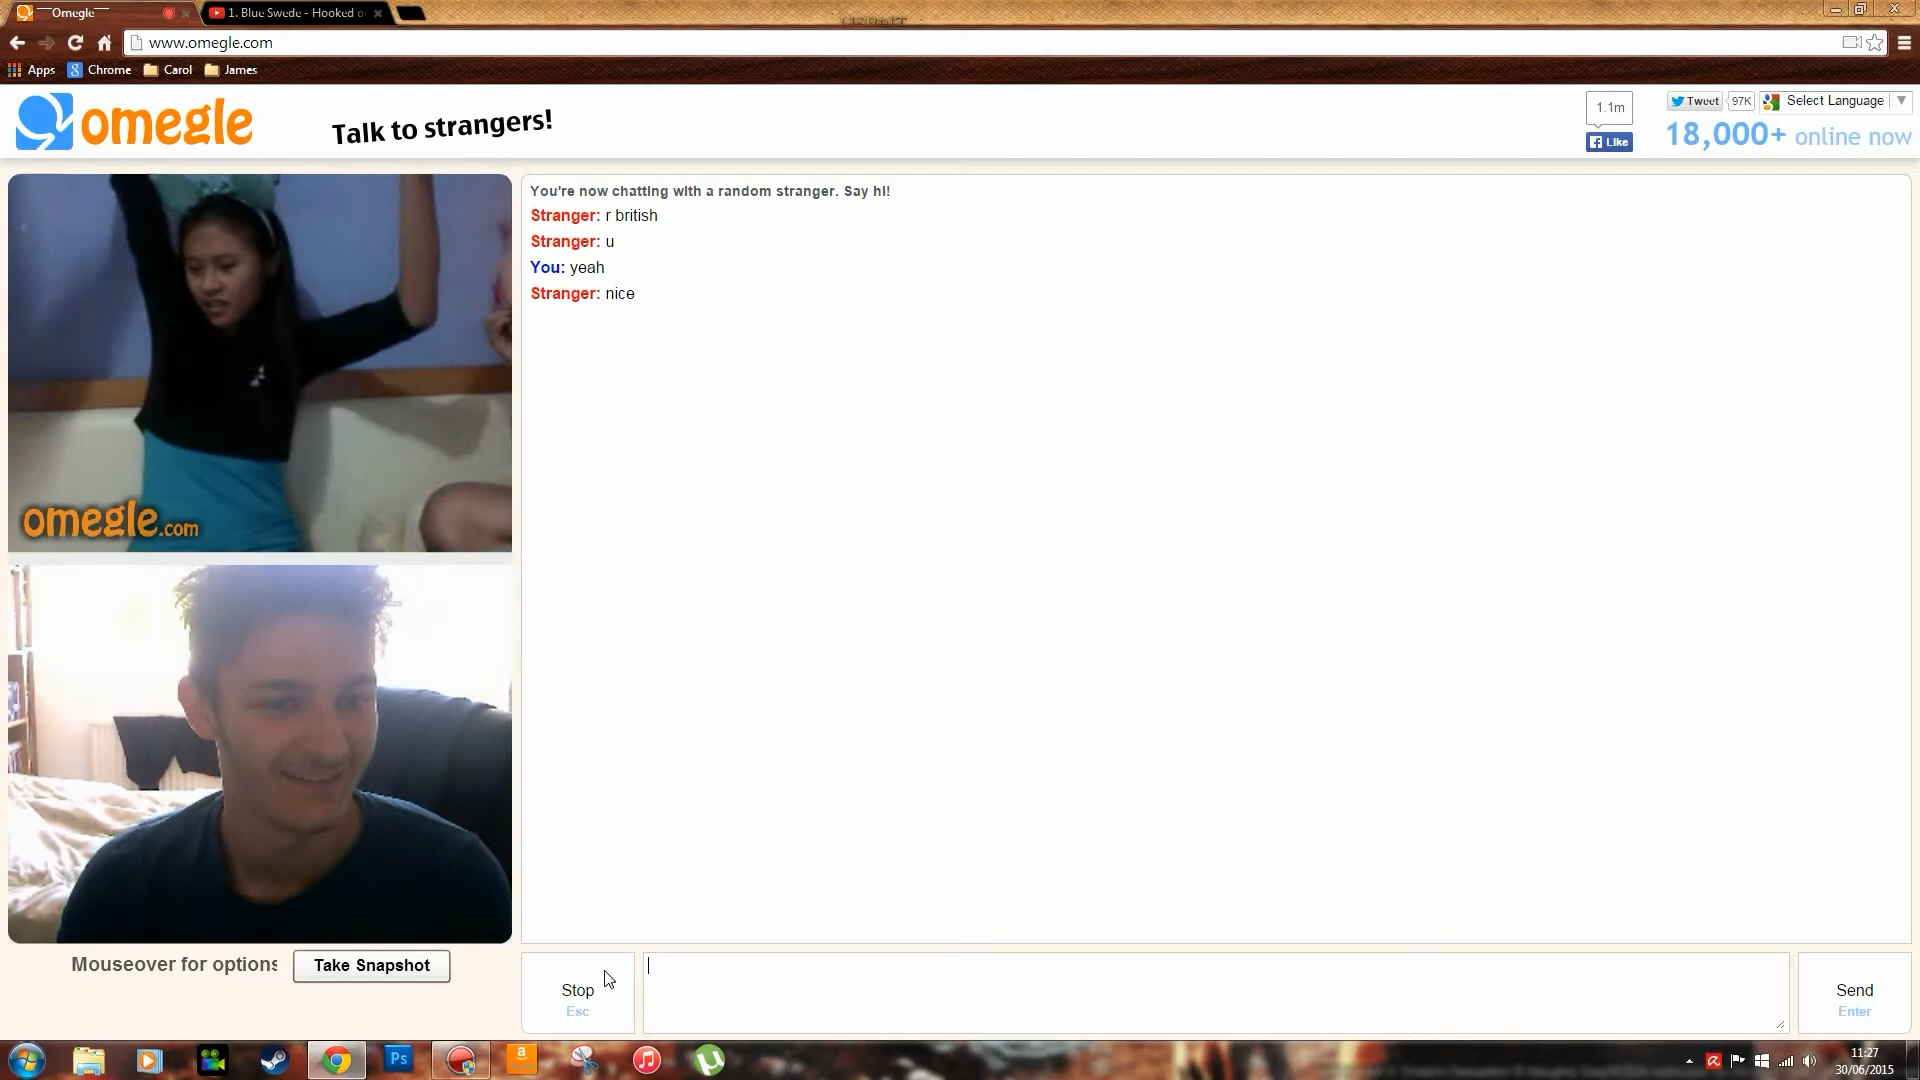 Omegle
1. Blue Swede - Hooked o
www.omegle.com
Apps
Chrome
Carol
James
omegle
Talk to strangers!
1.1m
Like
Tweet
97K
Select Language
18,000+ online now
You're now chatting with a random stranger. Say hi!
Stranger: r british
Stranger: u
You: yeah
Stranger: nice
omegle.com
Mouseover for options
Take Snapshot
Stop
Esc
Send
Enter
Ps
a
11:27
30/06/2015